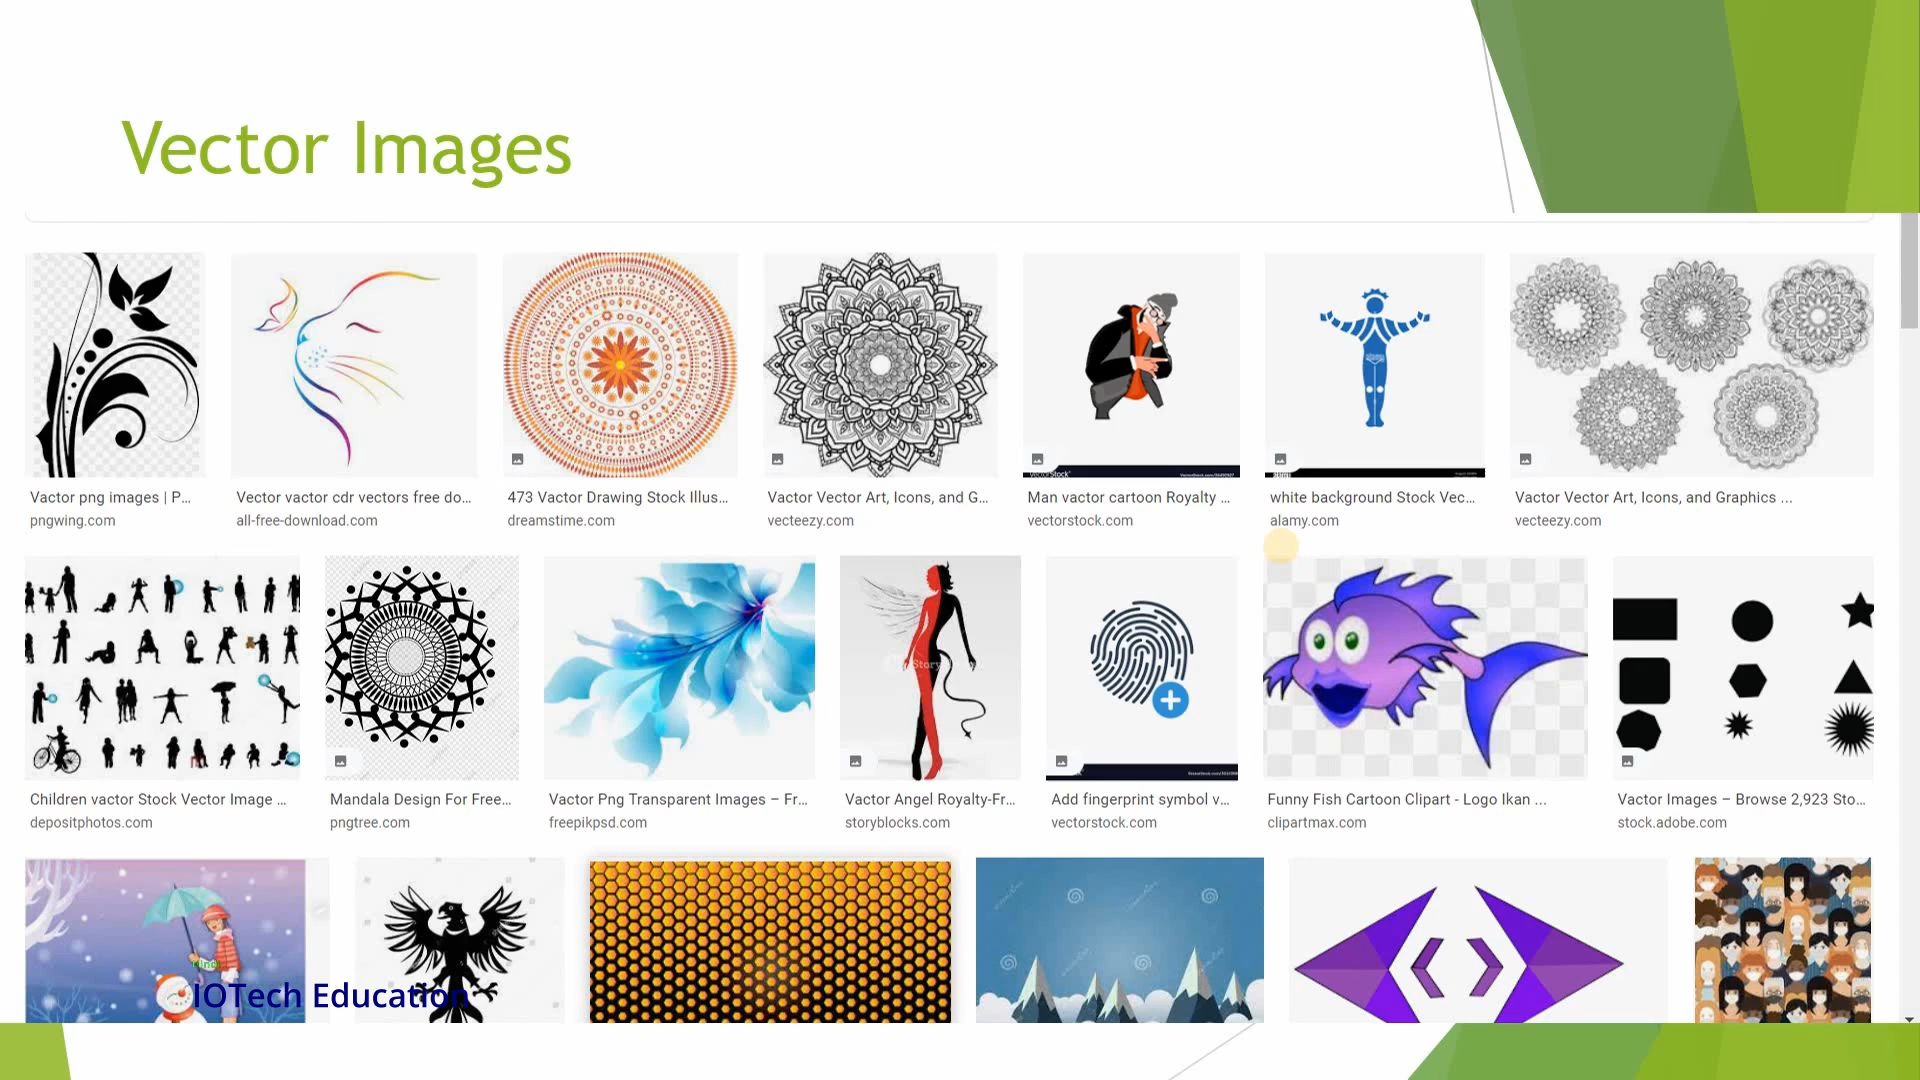 Vector Images
Vactor png images | P...
pngwing.com
Vector vactor cdr vectors free do...
all-free-download.com
473 Vactor Drawing Stock Illus...
dreamstime.com
Vactor Vector Art, Icons, and G...
vecteezy.com
Man vactor cartoon Royalty ...
vectorstock.com
white background Stock Vec...
alamy.com
Vactor Vector Art, Icons, and Graphics ...
vecteezy.com
Children vactor Stock Vector Image ...
depositphotos.com
Mandala Design For Free...
pngtree.com
Vactor Png Transparent Images – Fr...
freepikpsd.com
Vactor Angel Royalty-Fr...
storyblocks.com
Add fingerprint symbol v...
vectorstock.com
Funny Fish Cartoon Clipart - Logo Ikan ...
clipartmax.com
Vactor Images – Browse 2,923 Sto...
stock.adobe.com
IOTech Education